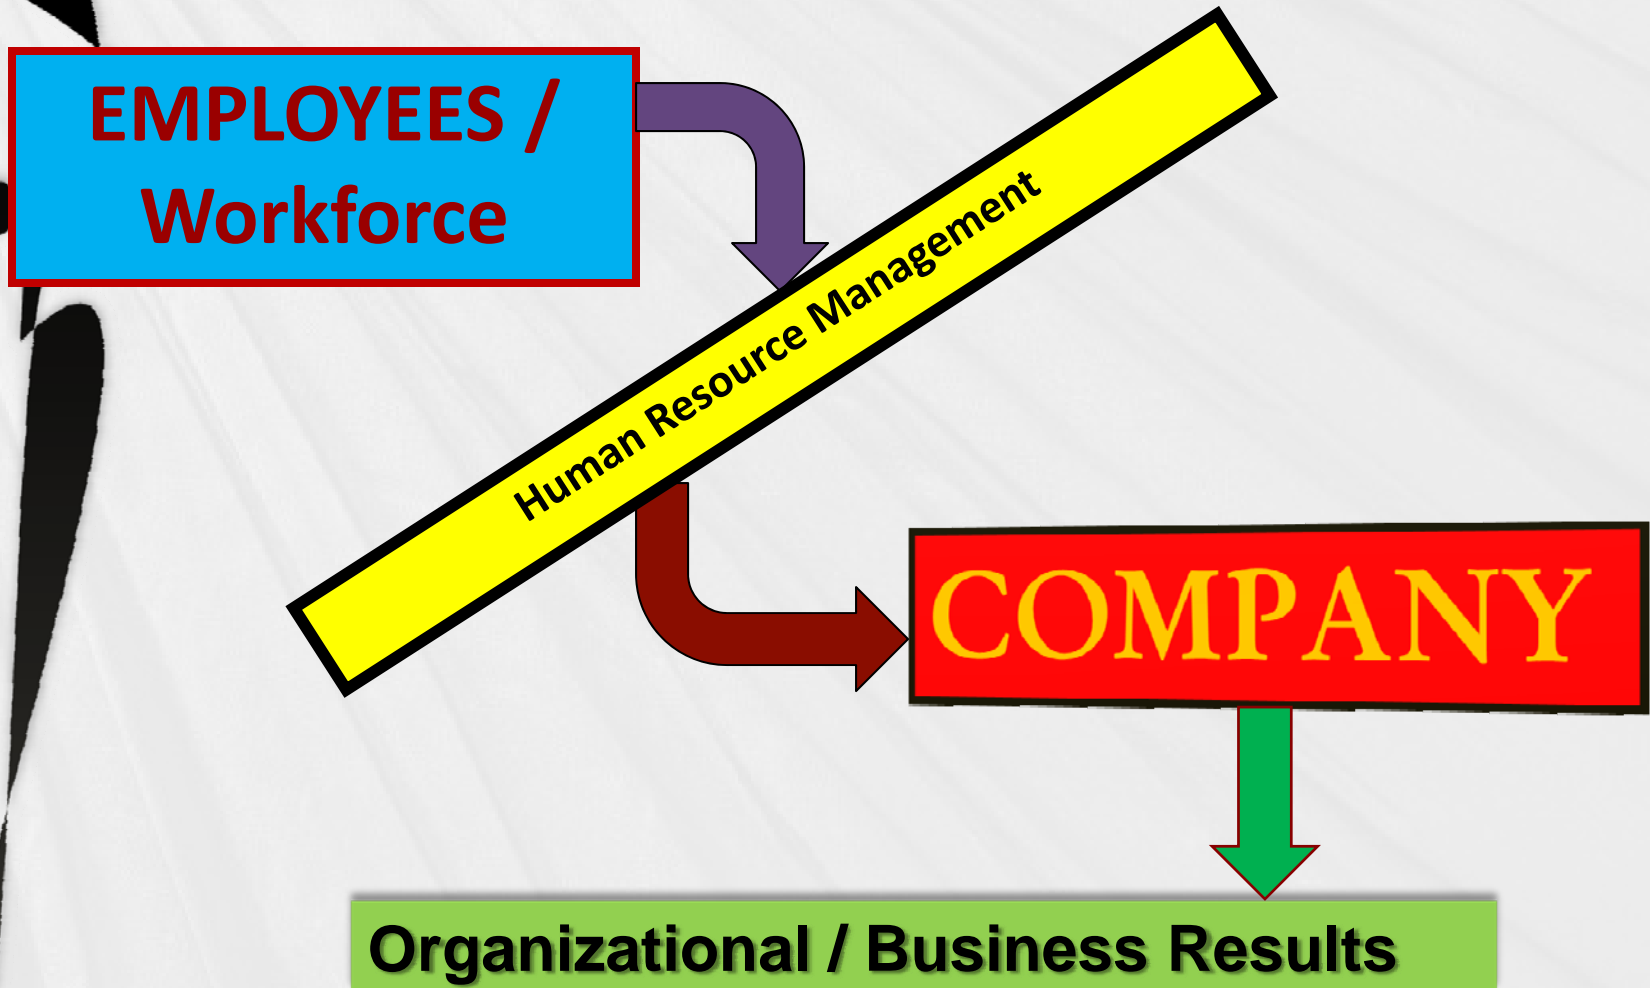 EMPLOYEES /
Workforce
Human Resource Management
COMPANY
Organizational / Business Results